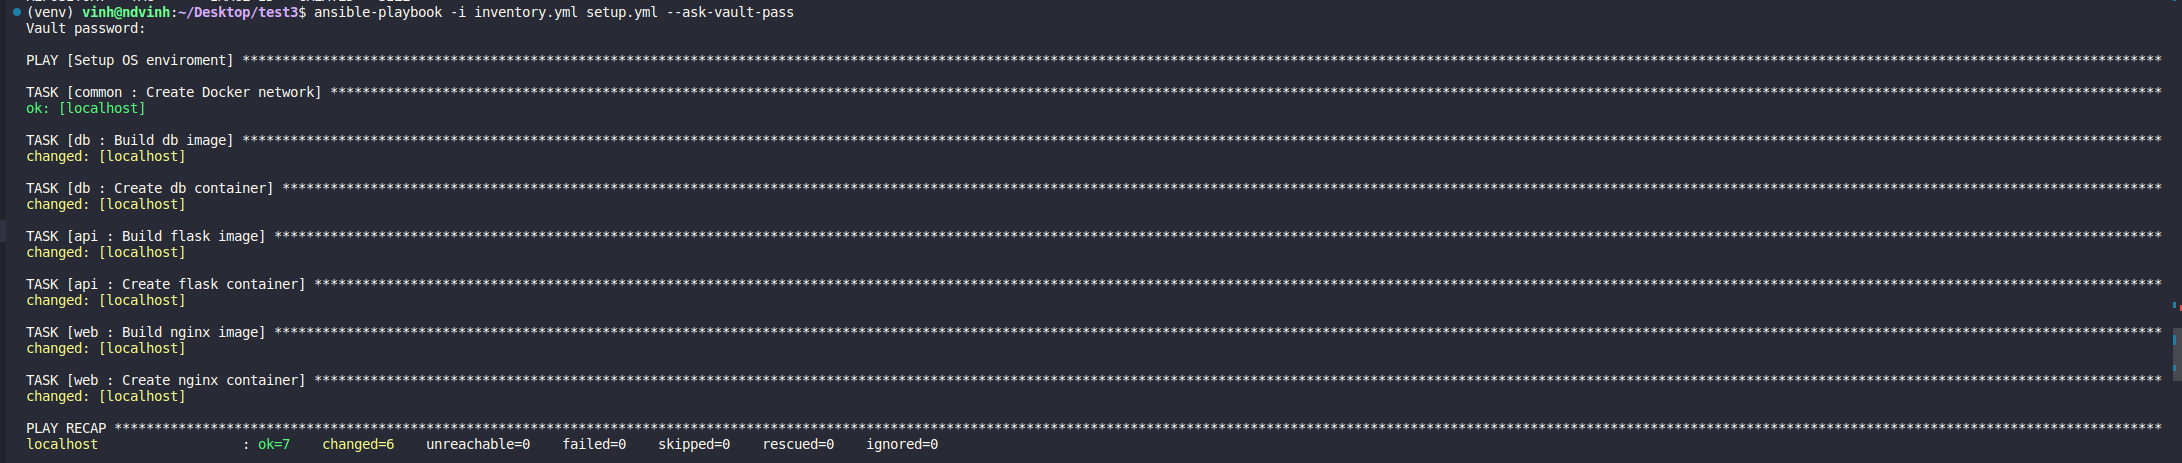 (venv) vinh@ndvinh:~/Desktop/test3$ ansible-playbook -i inventory.yml setup.yml --ask-vault-pass
Vault password:
PLAY [Setup OS enviroment] ****************************************************************
TASK [common : Create Docker network] ****************************************************************
ok: [localhost]
TASK [db : Build db image] ****************************************************************
changed: [localhost]
TASK [db : Create db container] ****************************************************************
changed: [localhost]
TASK [api : Build flask image] ****************************************************************
changed: [localhost]
TASK [api : Create flask container] ****************************************************************
changed: [localhost]
TASK [web : Build nginx image] ****************************************************************
changed: [localhost]
TASK [web : Create nginx container] ****************************************************************
changed: [localhost]
PLAY RECAP ****************************************************************
localhost : ok=7 changed=6 unreachable=0 failed=0 skipped=0 rescued=0 ignored=0